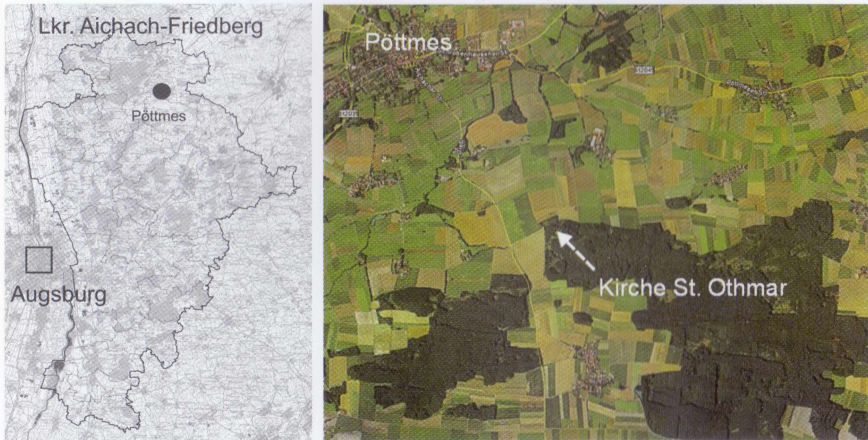 Lkr. Aichach-Friedberg
Pöttmes
Augsburg
Pöttmes
Kirche St. Othmar